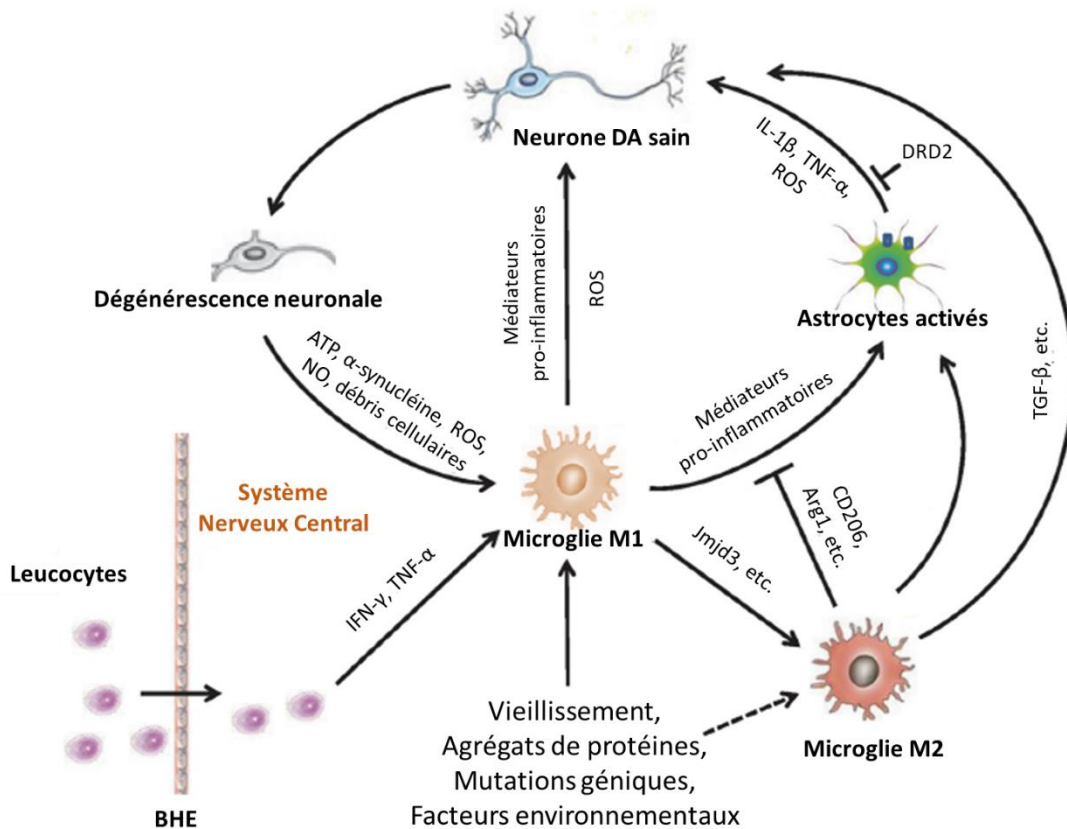 Neurone DA sain
IL-1β, TNF-α,
ROS
DRD2
Dégénérescence neuronale
Médiateurs
pro-inflammatoires
ROS
Astrocytes activés
TGF-β, etc.
ATP, α-synucléine, ROS,
NO, débris cellulaires
Médiateurs
pro-inflammatoires
Système
Nerveux Central
Microglie M1
CD206,
Arg1, etc.
Jmjd3, etc.
Leucocytes
IFN-γ, TNF-α
Vieillissement,
Agrégats de protéines,
Mutations géniques,
Facteurs environnementaux
Microglie M2
BHE